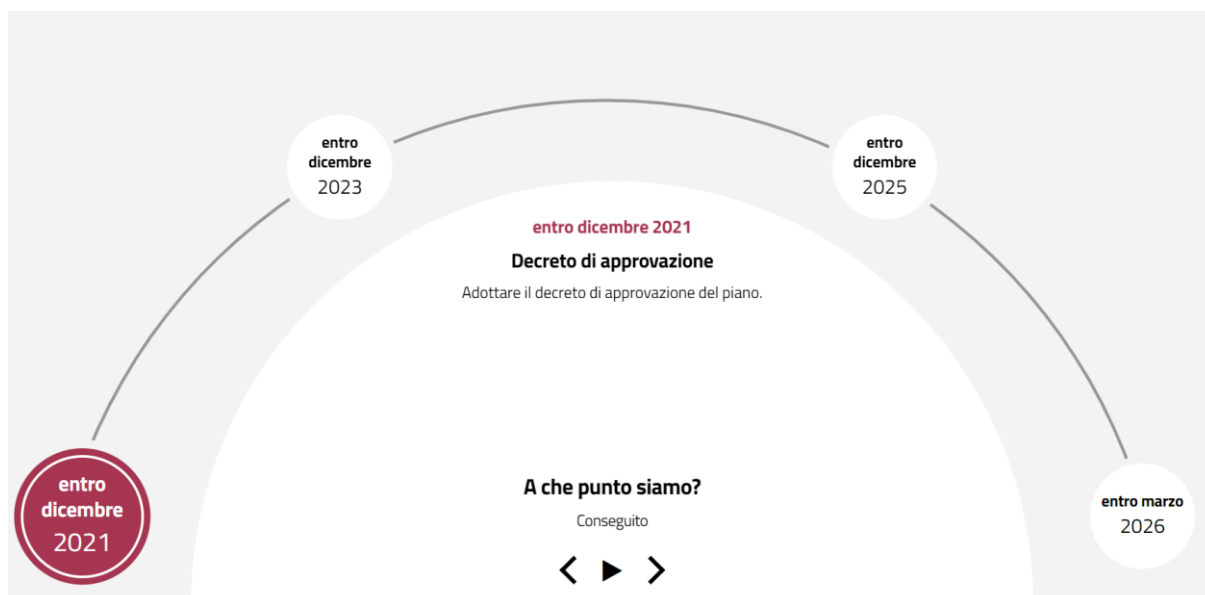 entro
dicembre
2023
entro
dicembre
2025
entro dicembre 2021
Decreto di approvazione
Adottare il decreto di approvazione del piano.
entro
dicembre
2021
A che punto siamo?
Conseguito
entro marzo
2026